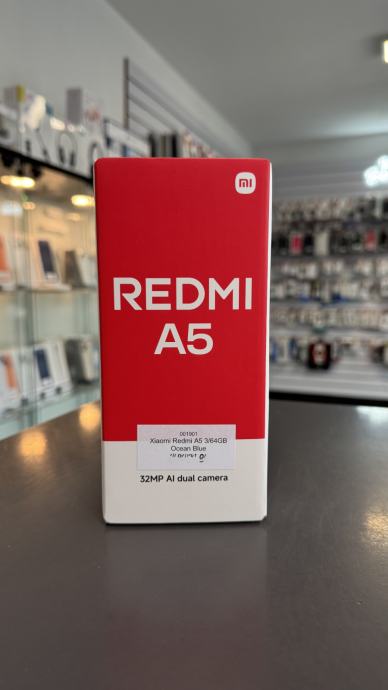 mi
REDMI
A5
001901
Xiaomi Redmi A5 3/64GB
Ocean Blue
32MP AI dual camera